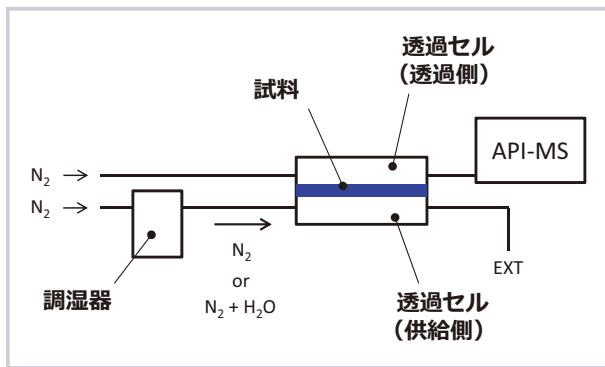 透過セル
（透過側）
試料
API-MS
N₂
N₂
N₂
or
N₂ + H₂O
調湿器
EXT
透過セル
（供給側）